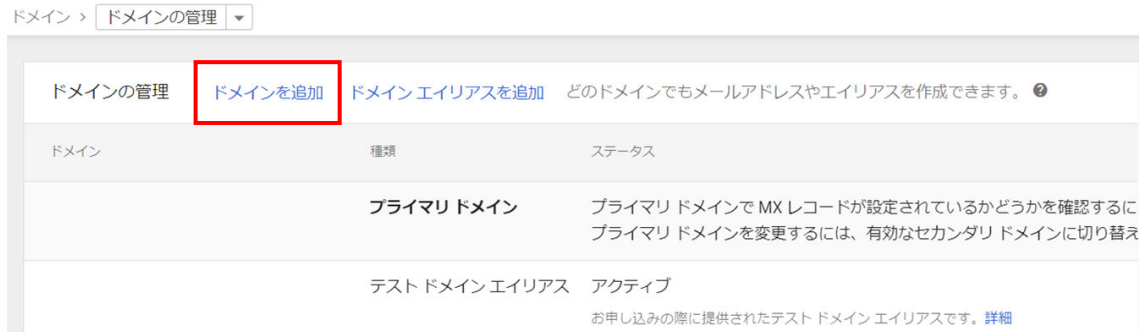 ドメイン > ドメインの管理
ドメインの管理 ドメインを追加 ドメイン エイリアスを追加 どのドメインでもメールアドレスやエイリアスを作成できます。 ?
ドメイン 種類 ステータス
プライマリ ドメイン プライマリ ドメインで MX レコードが設定されているかどうかを確認するに
プライマリ ドメインを変更するには、有効なセカンダリ ドメインに切り替え
テスト ドメイン エイリアス アクティブ
お申し込みの際に提供されたテスト ドメイン エイリアスです。 詳細